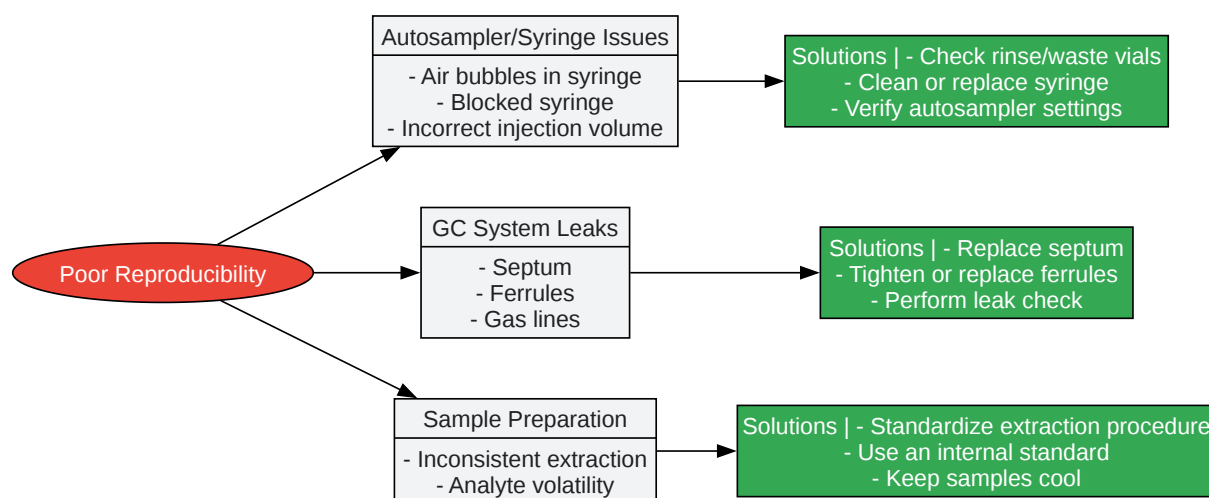 Poor Reproducibility
Autosampler/Syringe Issues
- Air bubbles in syringe
- Blocked syringe
- Incorrect injection volume
Solutions | - Check rinse/waste vials
- Clean or replace syringe
- Verify autosampler settings
GC System Leaks
- Septum
- Ferrules
- Gas lines
Solutions | - Replace septum
- Tighten or replace ferrules
- Perform leak check
Sample Preparation
- Inconsistent extraction
- Analyte volatility
Solutions | - Standardize extraction procedure
- Use an internal standard
- Keep samples cool